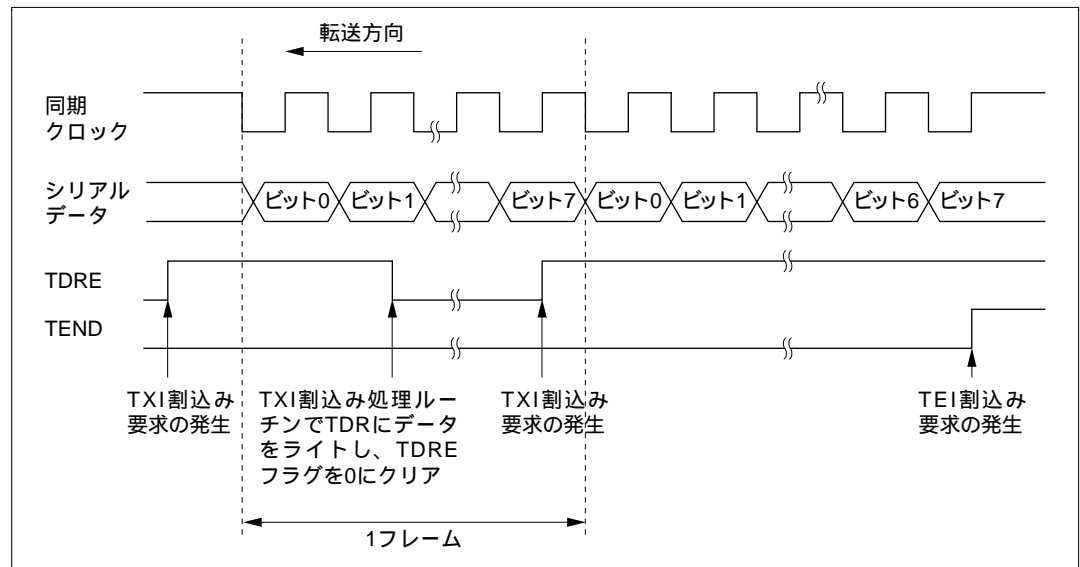 転送方向
同期
クロック
シリアル
データ
ビット0 ビット1 ビット7 ビット0 ビット1 ビット6 ビット7
TDRE
TEND
TXI割込み
要求の発生
TXI割込み処理ルー
チンでTDRにデータ
をライトし、TDRE
フラグを0にクリア
TXI割込み
要求の発生
TEI割込み
要求の発生
1フレーム